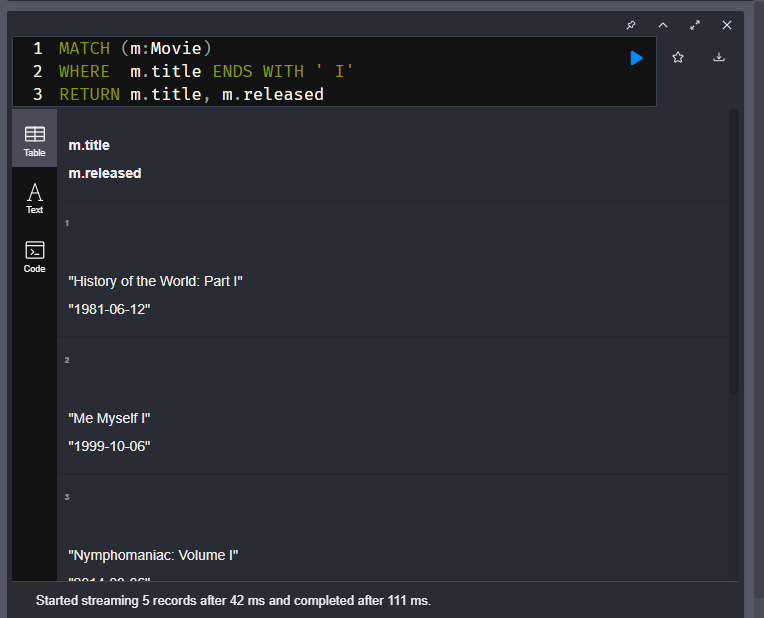 1 MATCH (m:Movie)
2 WHERE m.title ENDS WITH ' I'
3 RETURN m.title, m.released
Table
Text
Code
m.title
m.released
1
"History of the World: Part I"
"1981-06-12"
2
"Me Myself I"
"1999-10-06"
3
"Nymphomaniac: Volume I"
Started streaming 5 records after 42 ms and completed after 111 ms.